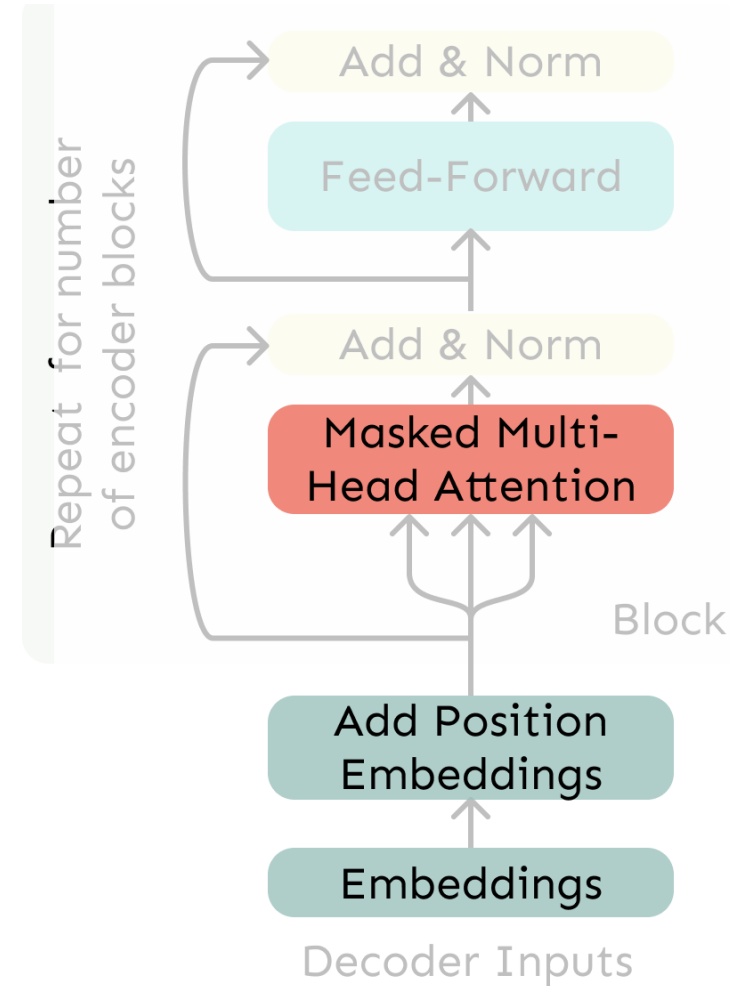 Add & Norm
Feed-Forward
Repeat for number
of encoder blocks
Add & Norm
Masked Multi-
Head Attention
Block
Add Position
Embeddings
Embeddings
Decoder Inputs